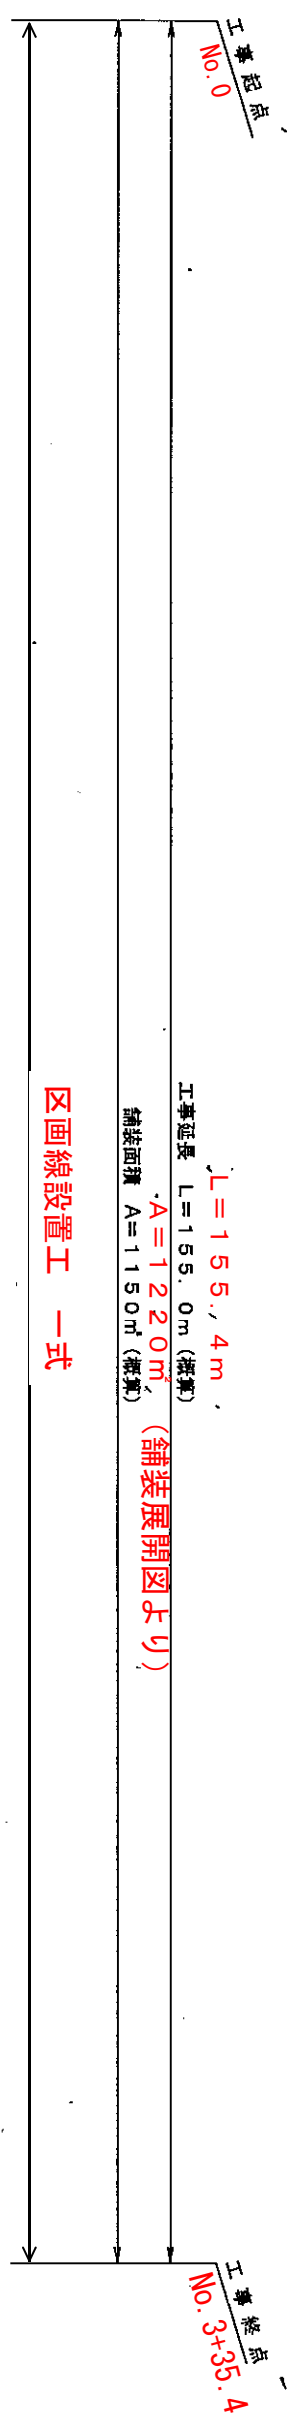 工事起点
No.0
L=155.4m
工事延長 L=155.0m(概算)
A=1220㎡ (舗装展開図より)
舗装面積 A=1150㎡(概算)
区画線設置工 一式
工事終点
No.3+35.4